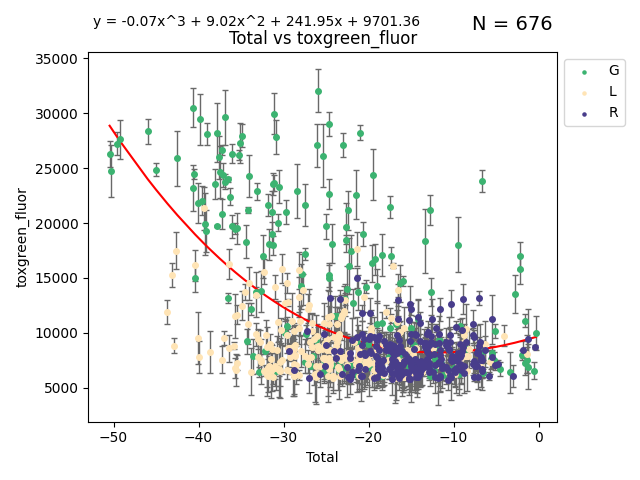 y = -0.07x^3 + 9.02x^2 + 241.95x + 9701.36
N = 676
Total vs toxgreen_fluor
35000
30000
25000
20000
15000
10000
5000
toxgreen_fluor
−50
−40
−30
−20
−10
0
Total
G
L
R